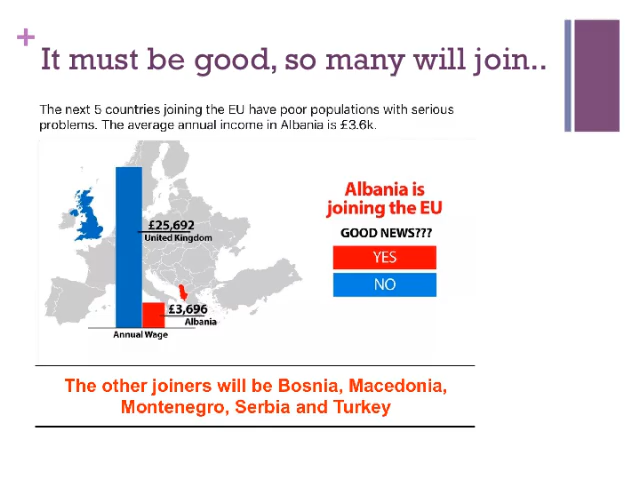 +
It must be good, so many will join..
The next 5 countries joining the EU have poor populations with serious
problems. The average annual income in Albania is £3.6k.
Albania is
joining the EU
GOOD NEWS???
YES
NO
£25,692
United Kingdom
£3,696
Albania
Annual Wage
The other joiners will be Bosnia, Macedonia,
Montenegro, Serbia and Turkey